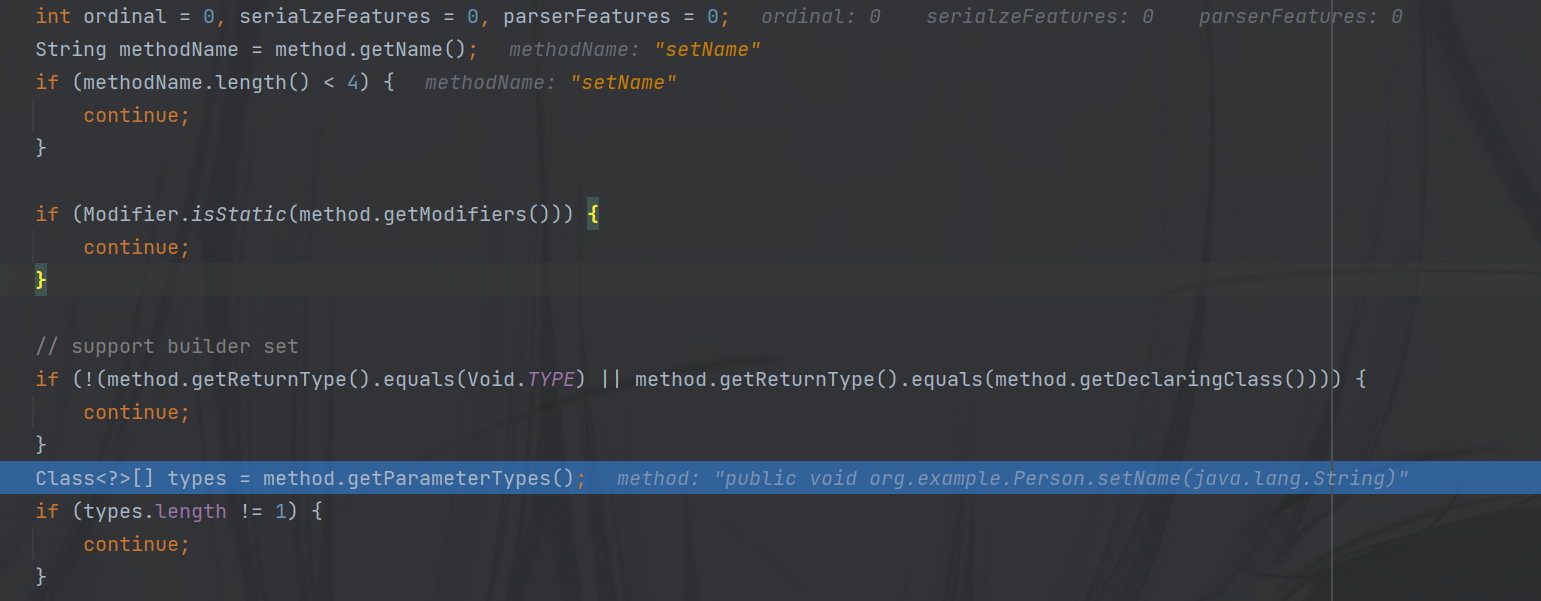 int ordinal = 0, serialzeFeatures = 0, parserFeatures = 0;   ordinal: 0    serialzeFeatures: 0    parserFeatures: 0
String methodName = method.getName();   methodName: "setName"
if (methodName.length() < 4) {   methodName: "setName"
    continue;
}
if (Modifier.isStatic(method.getModifiers())) {
    continue;
}
// support builder set
if (!(method.getReturnType().equals(Void.TYPE) || method.getReturnType().equals(method.getDeclaringClass()))) {
    continue;
}
Class<?>[] types = method.getParameterTypes();   method: "public void org.example.Person.setName(java.lang.String)"
if (types.length != 1) {
    continue;
}